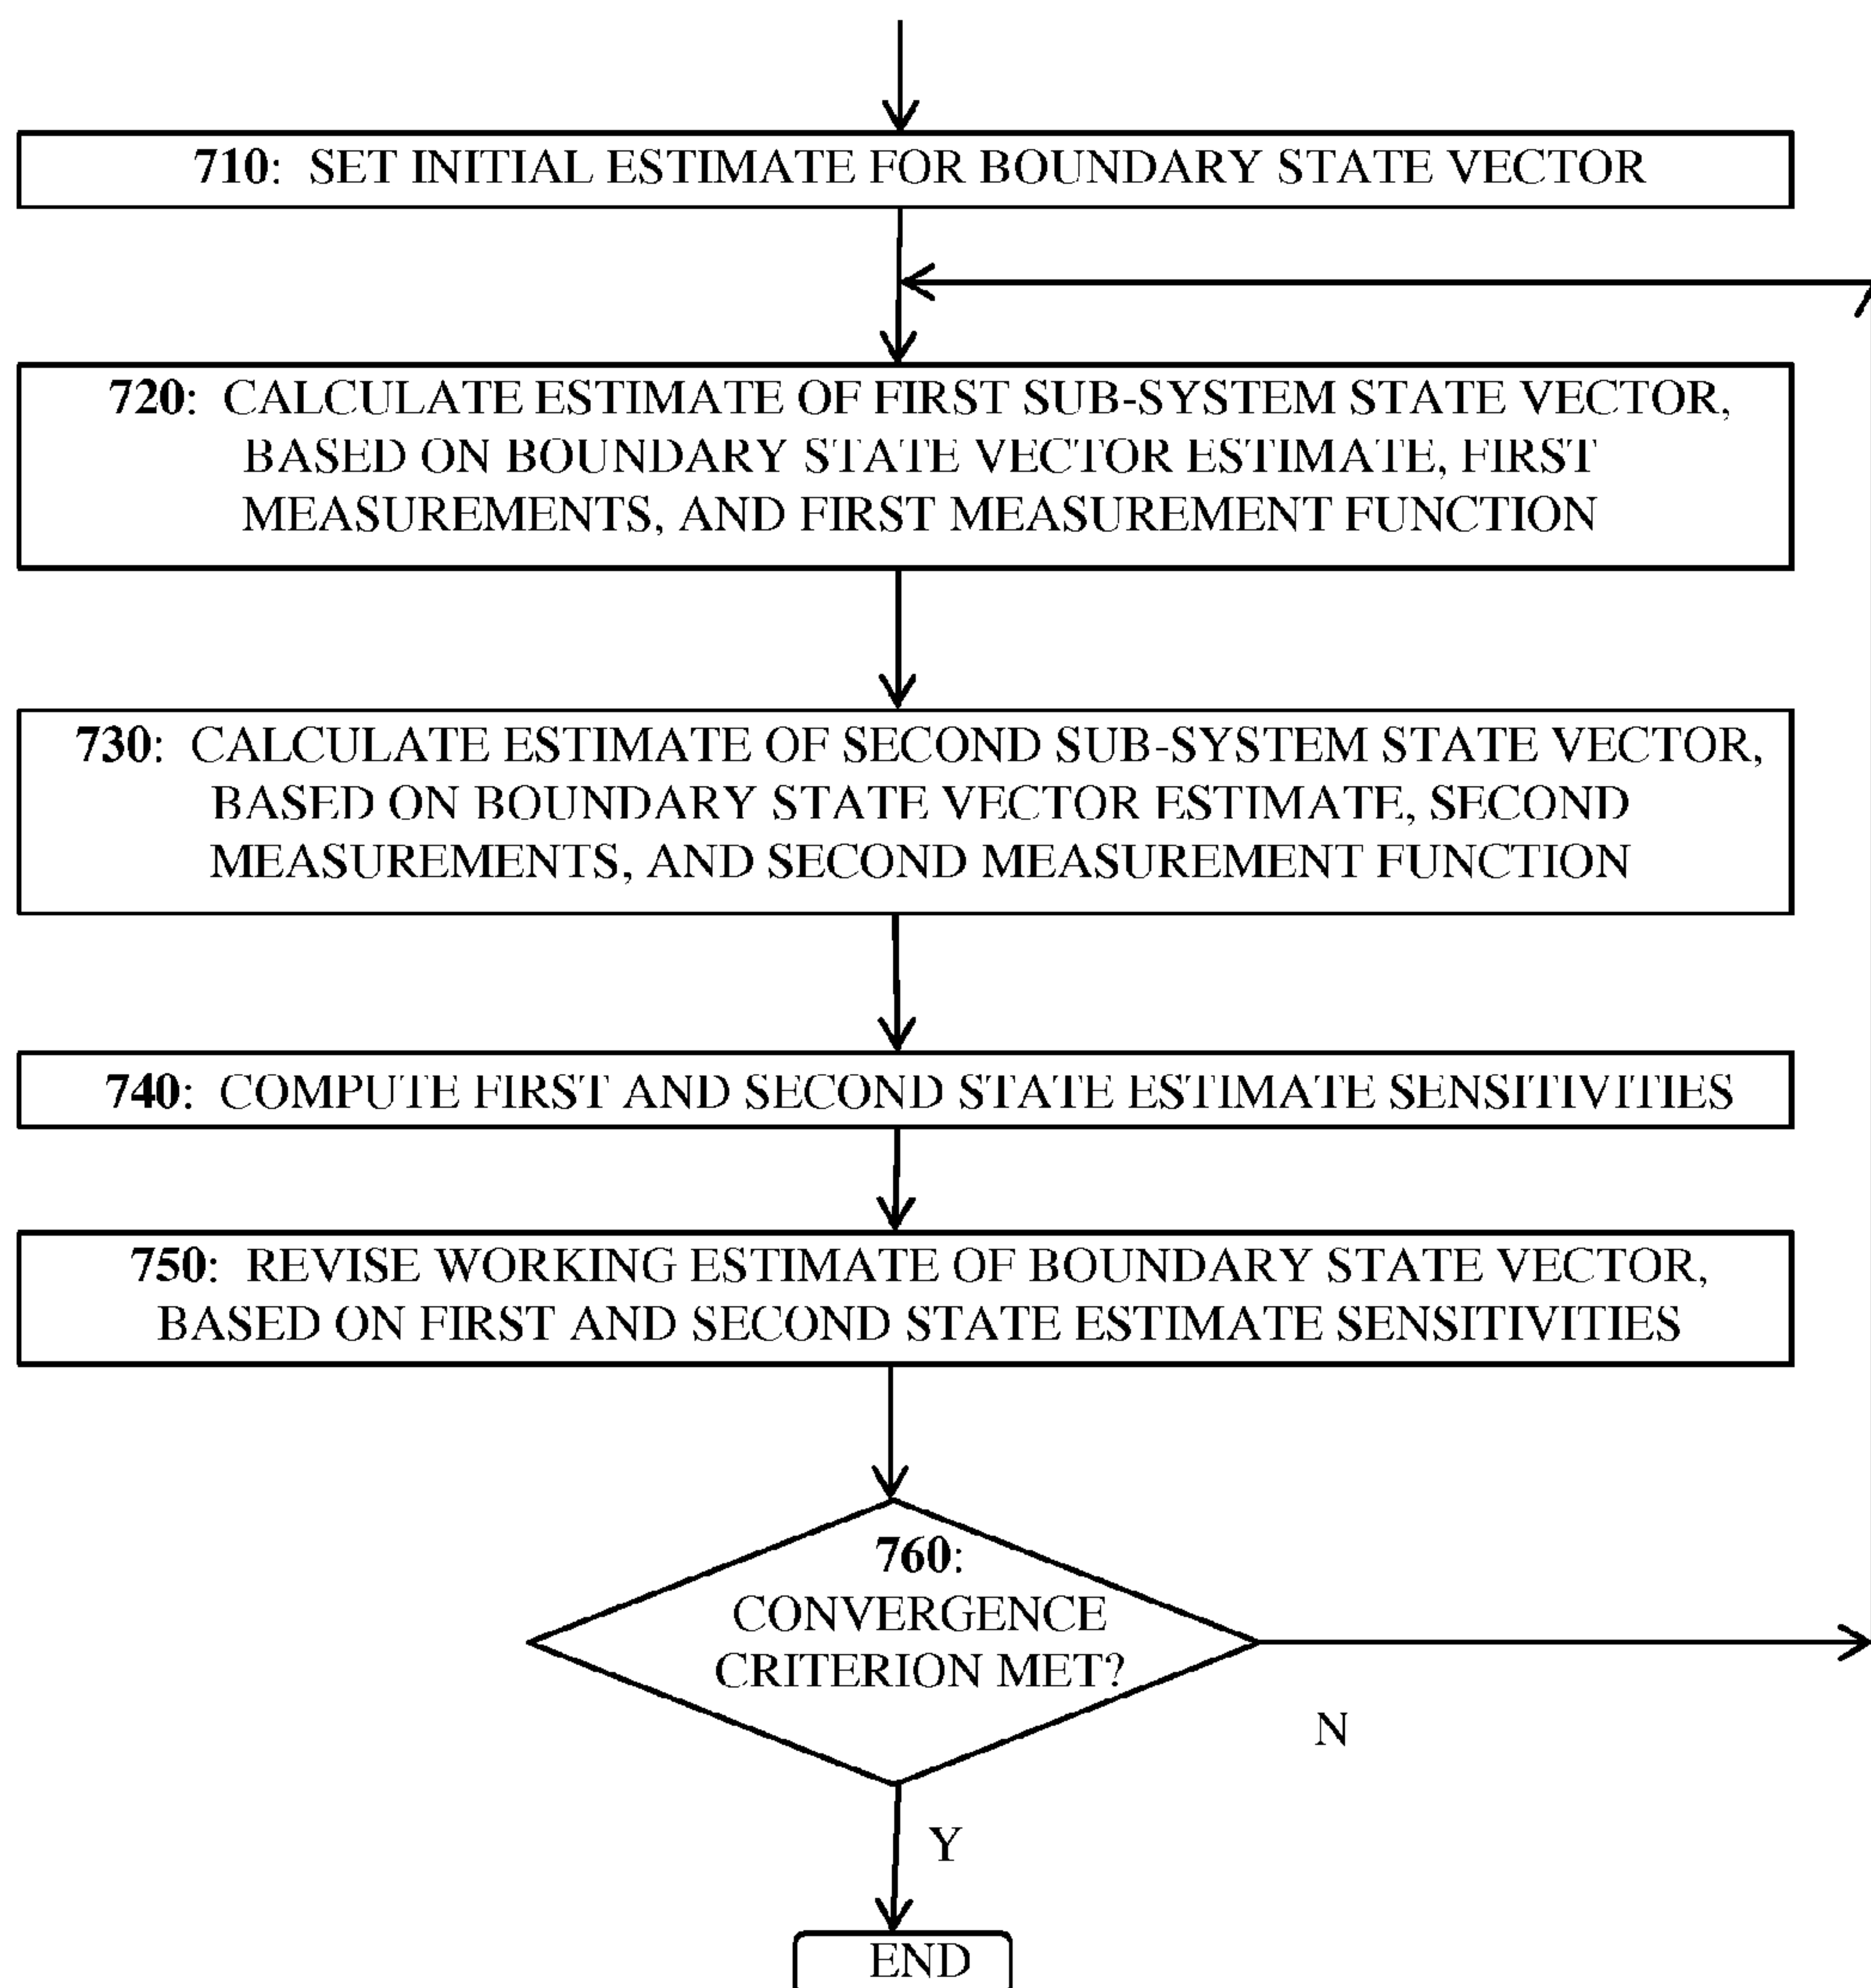 710: SET INITIAL ESTIMATE FOR BOUNDARY STATE VECTOR
720: CALCULATE ESTIMATE OF FIRST SUB-SYSTEM STATE VECTOR,
BASED ON BOUNDARY STATE VECTOR ESTIMATE, FIRST
MEASUREMENTS, AND FIRST MEASUREMENT FUNCTION
730: CALCULATE ESTIMATE OF SECOND SUB-SYSTEM STATE VECTOR,
BASED ON BOUNDARY STATE VECTOR ESTIMATE, SECOND
MEASUREMENTS, AND SECOND MEASUREMENT FUNCTION
740: COMPUTE FIRST AND SECOND STATE ESTIMATE SENSITIVITIES
750: REVISE WORKING ESTIMATE OF BOUNDARY STATE VECTOR,
BASED ON FIRST AND SECOND STATE ESTIMATE SENSITIVITIES
760:
CONVERGENCE
CRITERION MET?
N
Y
END